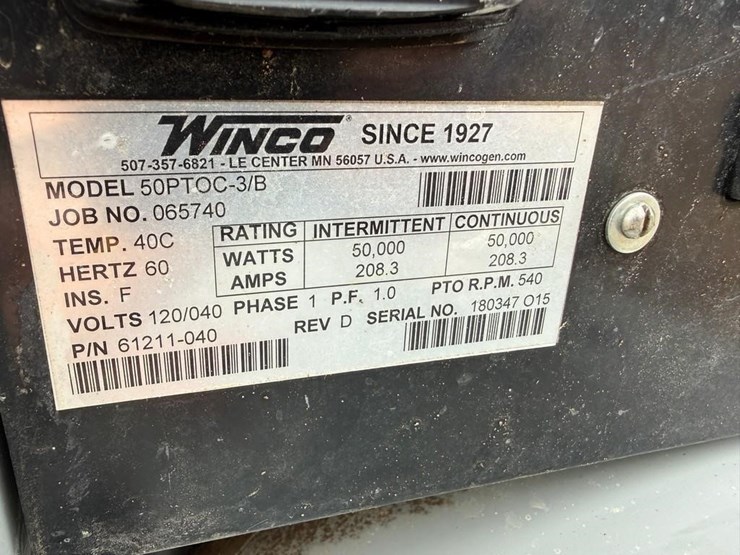 WINCO® SINCE 1927
507-357-6821 - LE CENTER MN 56057 U.S.A. - www.wincogen.com
MODEL 50PTOC-3/B
JOB NO. 065740
TEMP. 40C
HERTZ 60
INS. F
RATING INTERMITTENT CONTINUOUS
WATTS 50,000 50,000
AMPS 208.3 208.3
VOLTS 120/040 PHASE 1 P.F. 1.0 PTO R.P.M. 540
P/N 61211-040 REV D SERIAL NO. 180347 O15